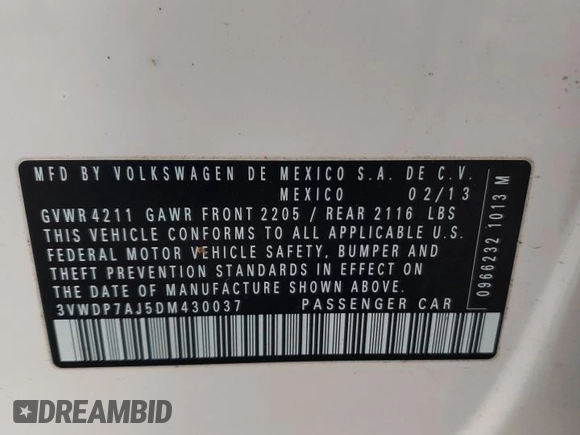 MFD BY VOLKSWAGEN DE MEXICO S.A. DE C.V.
MEXICO 02/13
GVWR 4211 GAWR FRONT 2205 / REAR 2116 LBS
THIS VEHICLE CONFORMS TO ALL APPLICABLE U.S.
FEDERAL MOTOR VEHICLE SAFETY, BUMPER AND
THEFT PREVENTION STANDARDS IN EFFECT ON
THE DATE OF MANUFACTURE SHOWN ABOVE.
3VWDP7AJ5DM430037 PASSENGER CAR
0966232 1013 M
DREAMBID